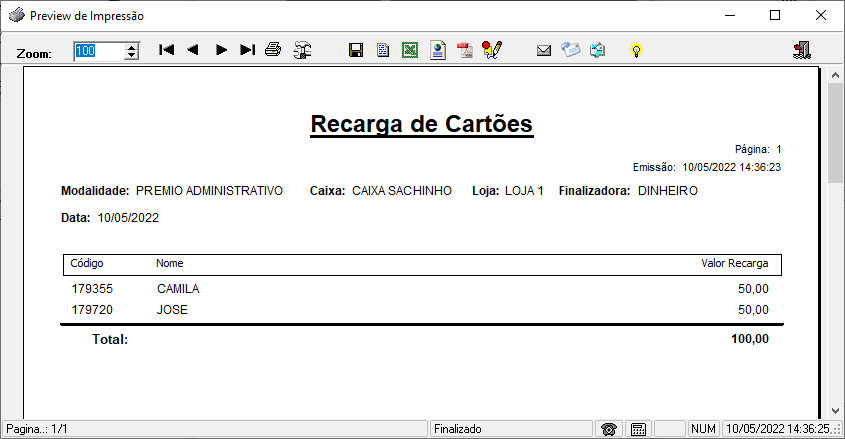 Preview de Impressão
Zoom: 100
Recarga de Cartões
Página: 1
Emissão: 10/05/2022 14:36:23
Modalidade: PREMIO ADMINISTRATIVO Caixa: CAIXA SACHINHO Loja: LOJA 1 Finalizadora: DINHEIRO
Data: 10/05/2022
Código Nome Valor Recarga
179355 CAMILA 50,00
179720 JOSE 50,00
Total: 100,00
Pagina..: 1/1 Finalizado NUM 10/05/2022 14:36:25